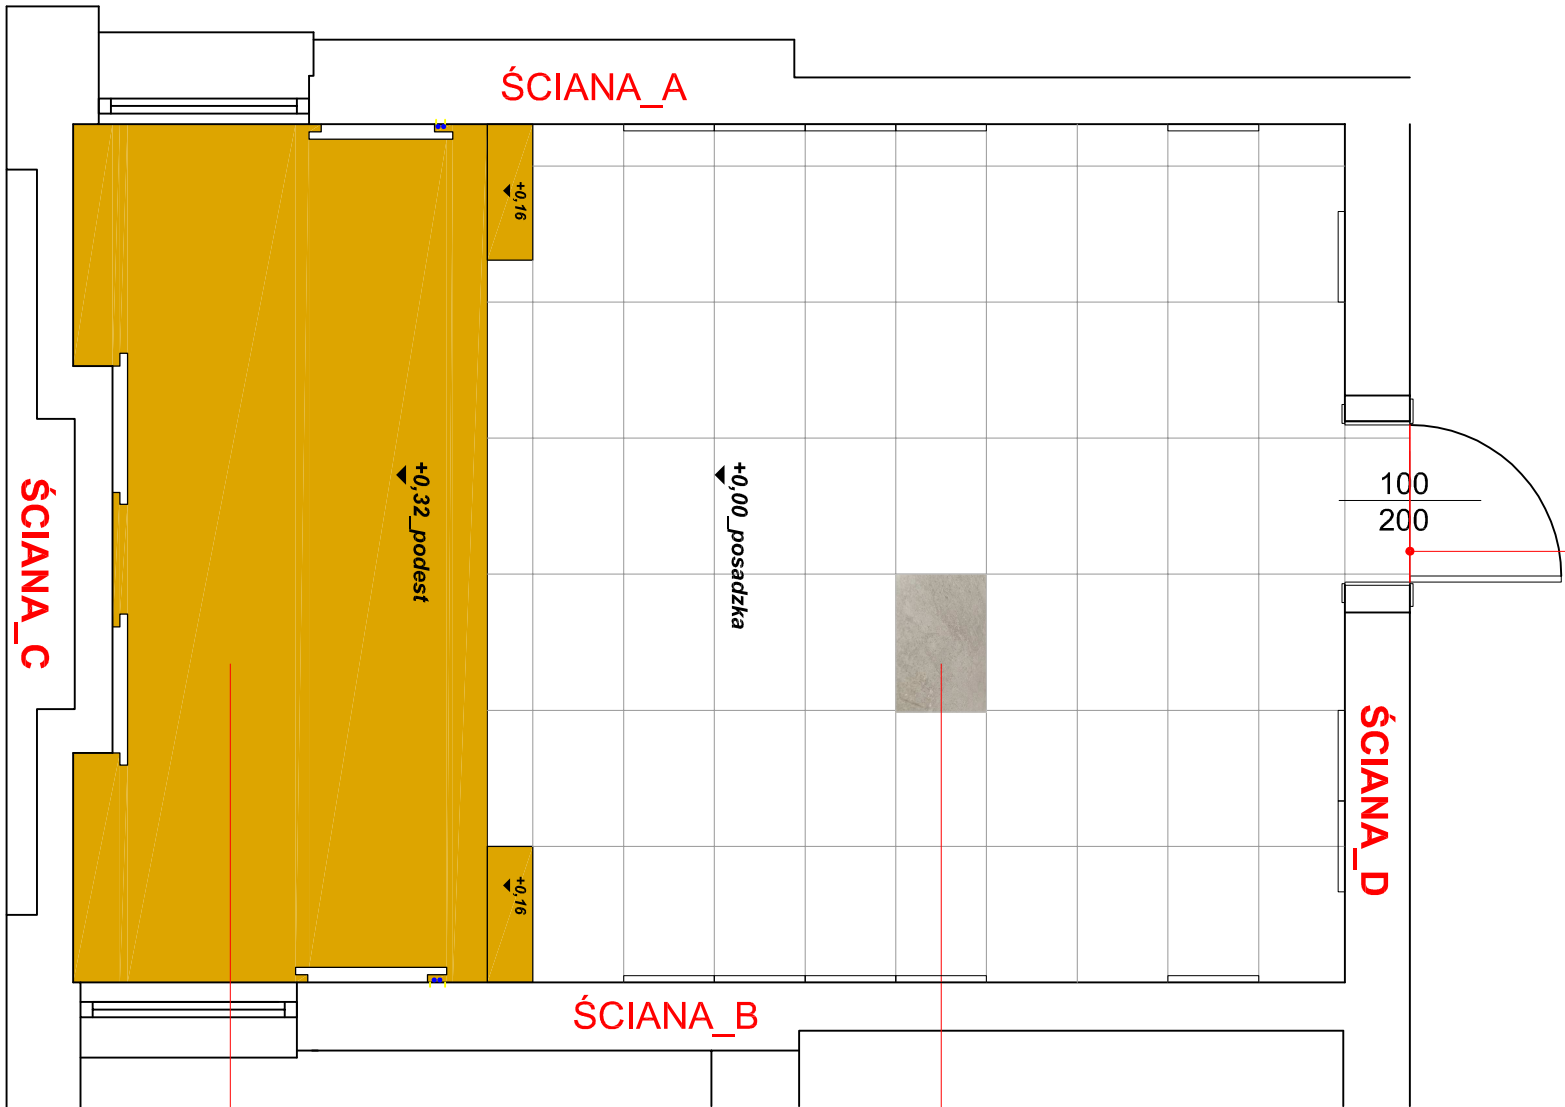 ŚCIANA_A
+0,16
+0,32_podest
+0,00_posadzka
100
200
ŚCIANA_C
ŚCIANA_D
+0,16
ŚCIANA_B